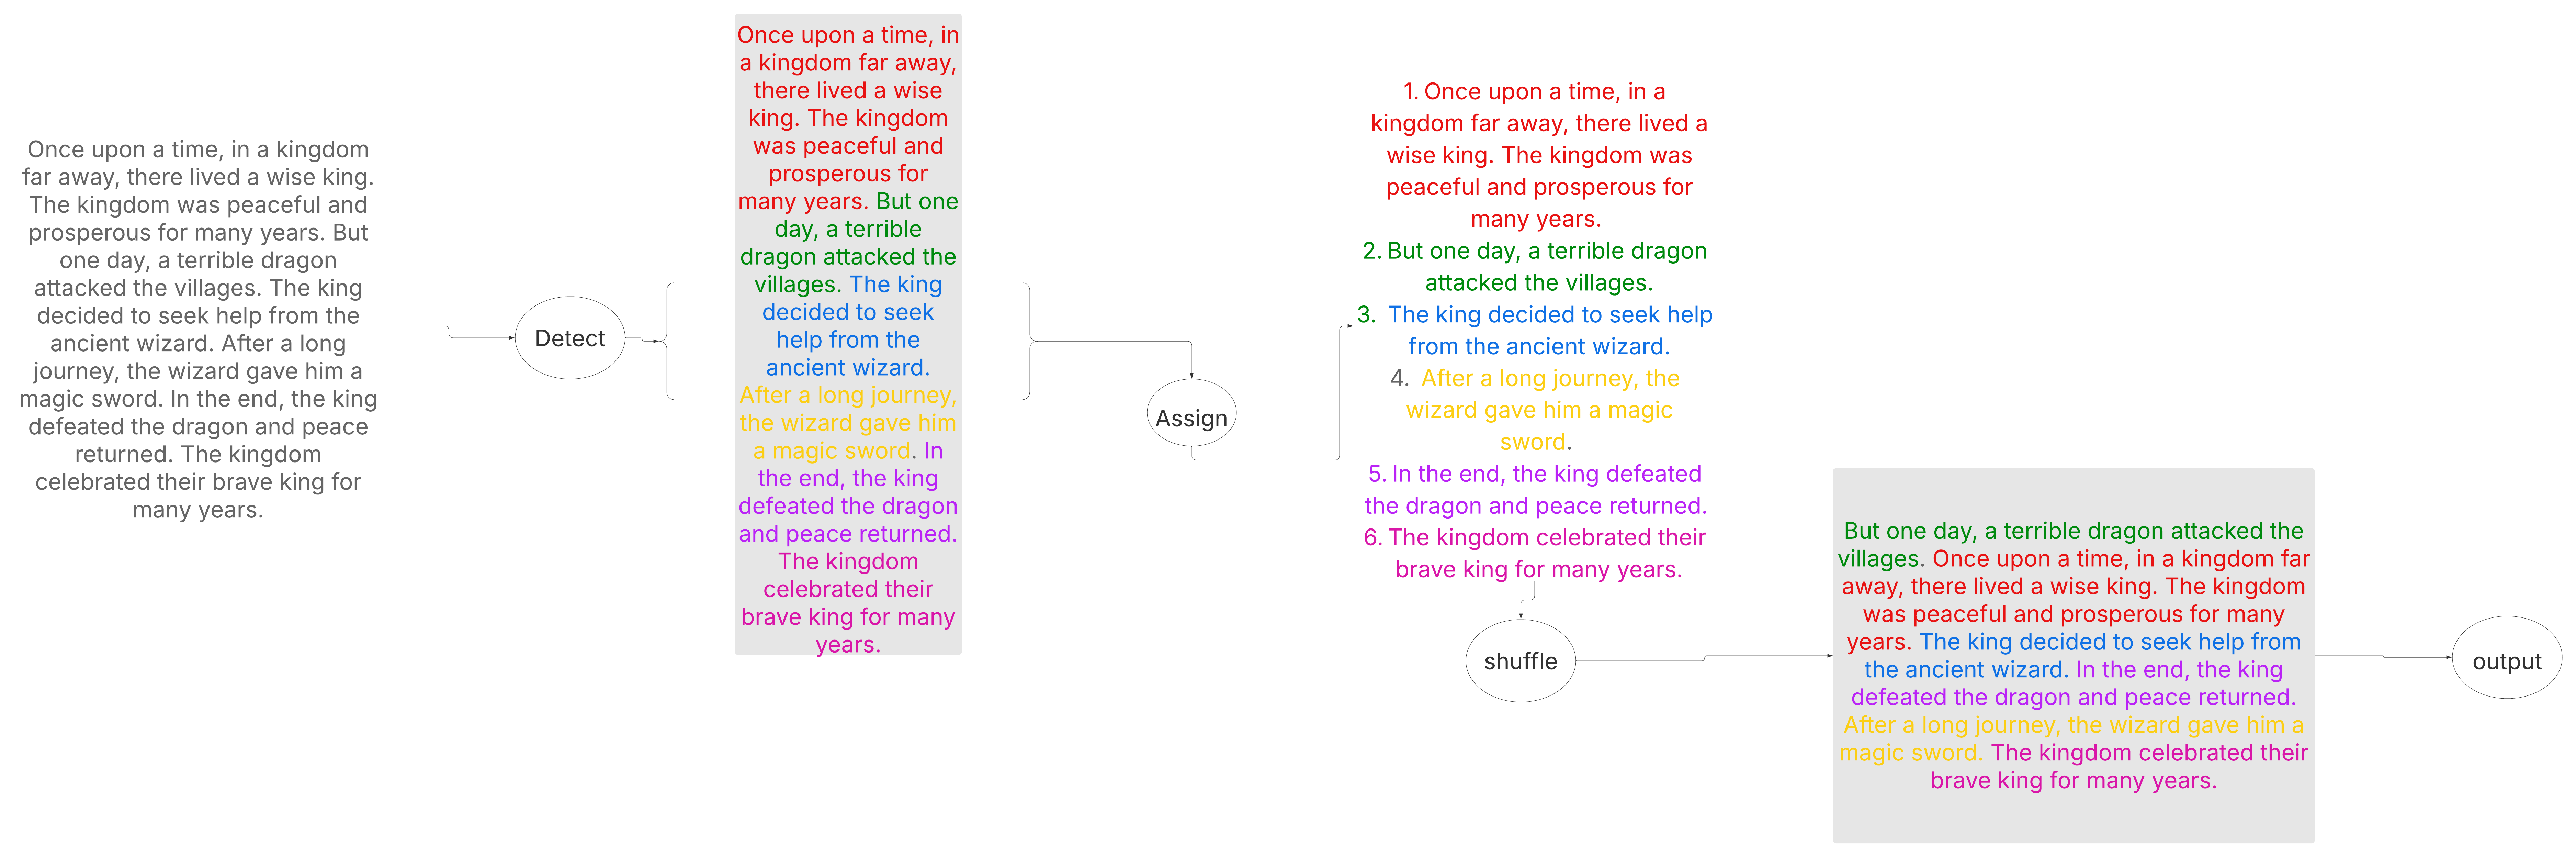 Once upon a time, in a kingdom
far away, there lived a wise king.
The kingdom was peaceful and
prosperous for many years. But
one day, a terrible dragon
attacked the villages. The king
decided to seek help from the
ancient wizard. After a long
journey, the wizard gave him a
magic sword. In the end, the king
defeated the dragon and peace
returned. The kingdom
celebrated their brave king for
many years.
Detect
Once upon a time, in
a kingdom far away,
there lived a wise
king. The kingdom
was peaceful and
prosperous for
many years. But one
day, a terrible
dragon attacked the
villages. The king
decided to seek
help from the
ancient wizard.
After a long journey,
the wizard gave him
a magic sword. In
the end, the king
defeated the dragon
and peace returned.
The kingdom
celebrated their
brave king for many
years.
Assign
1. Once upon a time, in a
kingdom far away, there lived a
wise king. The kingdom was
peaceful and prosperous for
many years.
2. But one day, a terrible dragon
attacked the villages.
3. The king decided to seek help
from the ancient wizard.
4. After a long journey, the
wizard gave him a magic
sword.
5. In the end, the king defeated
the dragon and peace returned.
6. The kingdom celebrated their
brave king for many years.
shuffle
But one day, a terrible dragon attacked the
villages. Once upon a time, in a kingdom far
away, there lived a wise king. The kingdom
was peaceful and prosperous for many
years. The king decided to seek help from
the ancient wizard. In the end, the king
defeated the dragon and peace returned.
After a long journey, the wizard gave him a
magic sword. The kingdom celebrated their
brave king for many years.
output